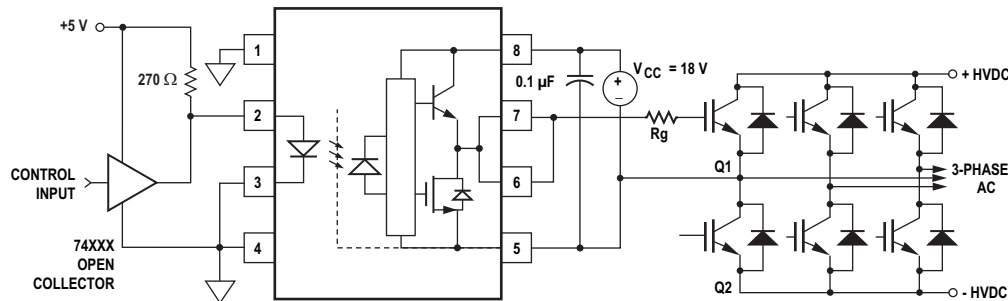 +5 V
270 Ω
CONTROL
INPUT
74XXX
OPEN
COLLECTOR
1
2
3
4
8
7
6
5
0.1 µF
+
–
VCC = 18 V
Rg
Q1
Q2
+ HVDC
3-PHASE
AC
- HVDC